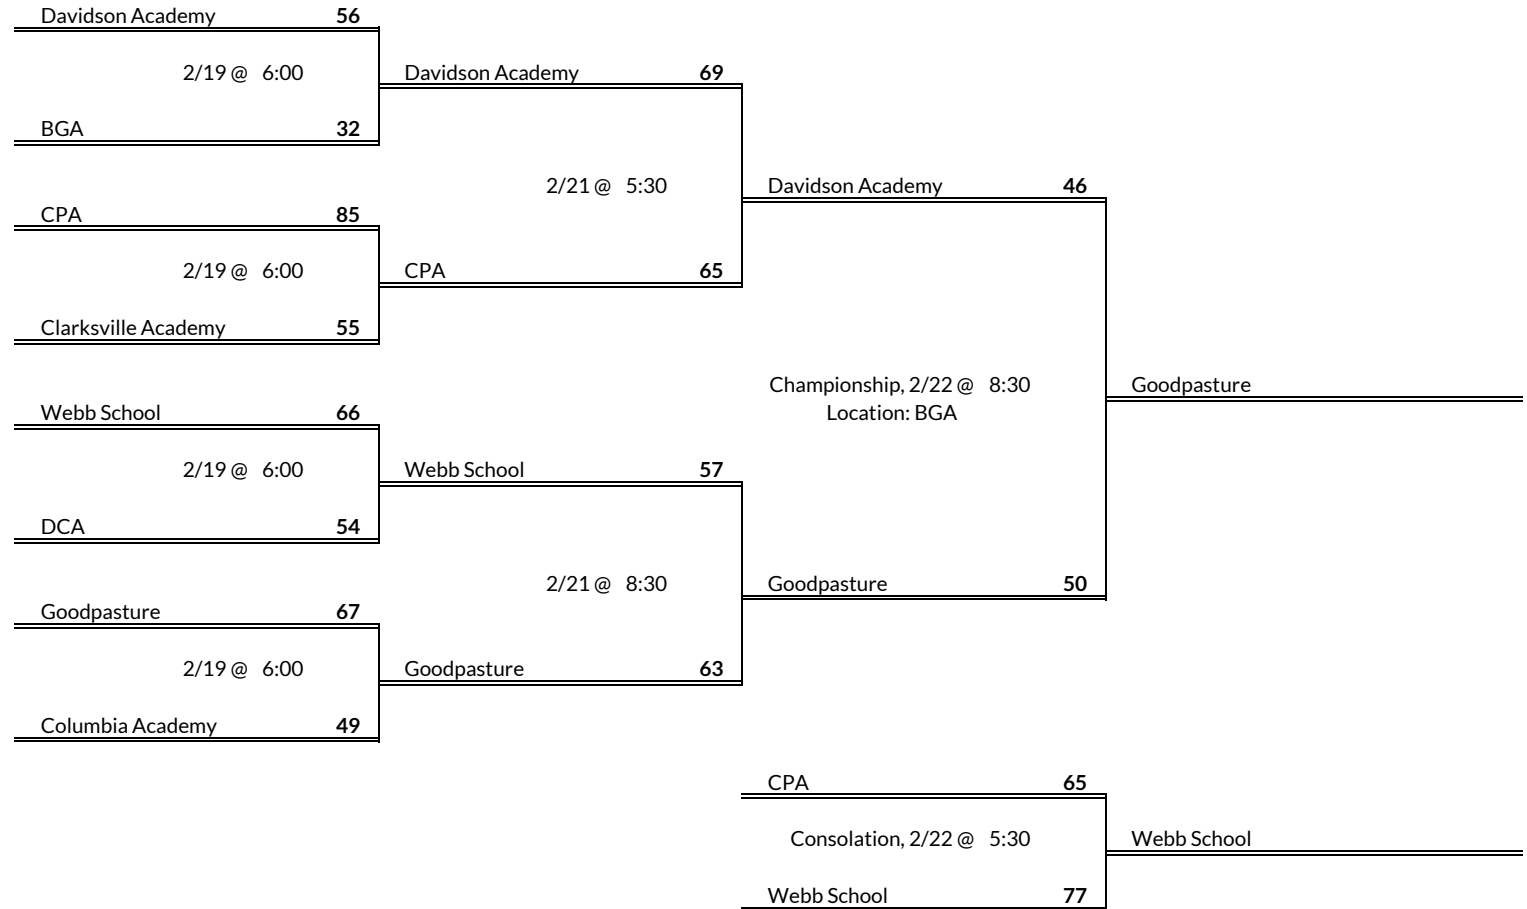 Davidson Academy 56
2/19 @ 6:00
Davidson Academy 69
BGA 32
2/21 @ 5:30
Davidson Academy 46
CPA 85
2/19 @ 6:00
CPA 65
Clarksville Academy 55
Championship, 2/22 @ 8:30
Goodpasture
Location: BGA
Webb School 66
2/19 @ 6:00
Webb School 57
DCA 54
2/21 @ 8:30
Goodpasture 50
Goodpasture 67
2/19 @ 6:00
Goodpasture 63
Columbia Academy 49
CPA 65
Consolation, 2/22 @ 5:30
Webb School
Webb School 77